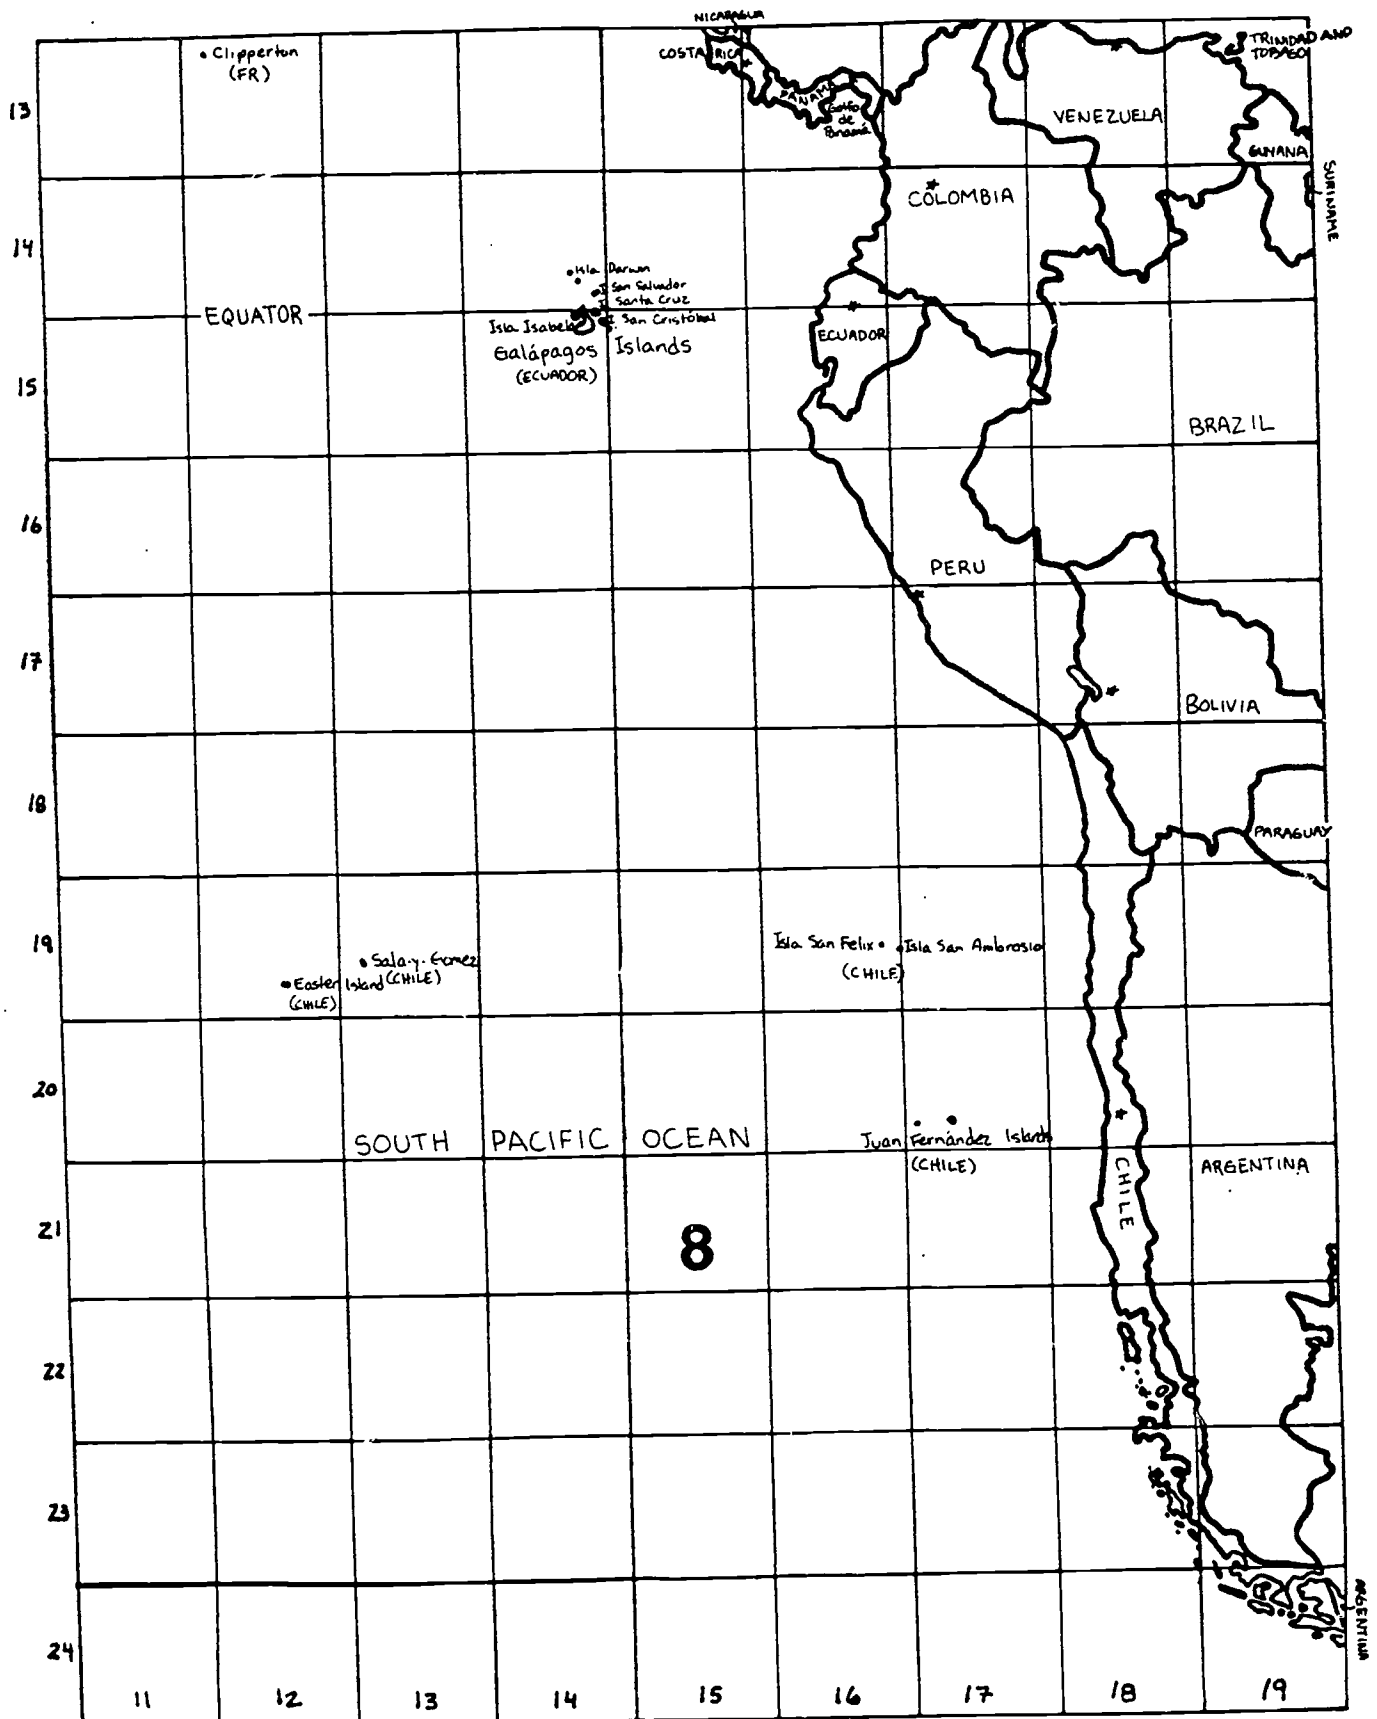 NICARAGUA
Clipperton
(FR)
COSTA RICA
TRINIDAD AND
TOBAGO
PANAMA
Golfo
de
Panamá
13
VENEZUELA
GUYANA
SURINAME
COLOMBIA
14
Isla Darwin
I San Salvador
I Santa Cruz
EQUATOR
Isla Isabela
I. San Cristóbal
ECUADOR
Galápagos Islands
(ECUADOR)
15
BRAZIL
16
PERU
17
BOLIVIA
18
PARAGUAY
19
Isla San Felix
Isla San Ambrosio
(CHILE)
Sala-y-Gomez
(CHILE)
Easter Island
(CHILE)
20
SOUTH PACIFIC OCEAN
Juan Fernández Islands
(CHILE)
CHILE
ARGENTINA
21
8
22
23
ARGENTINA
24
11 12 13 14 15 16 17 18 19